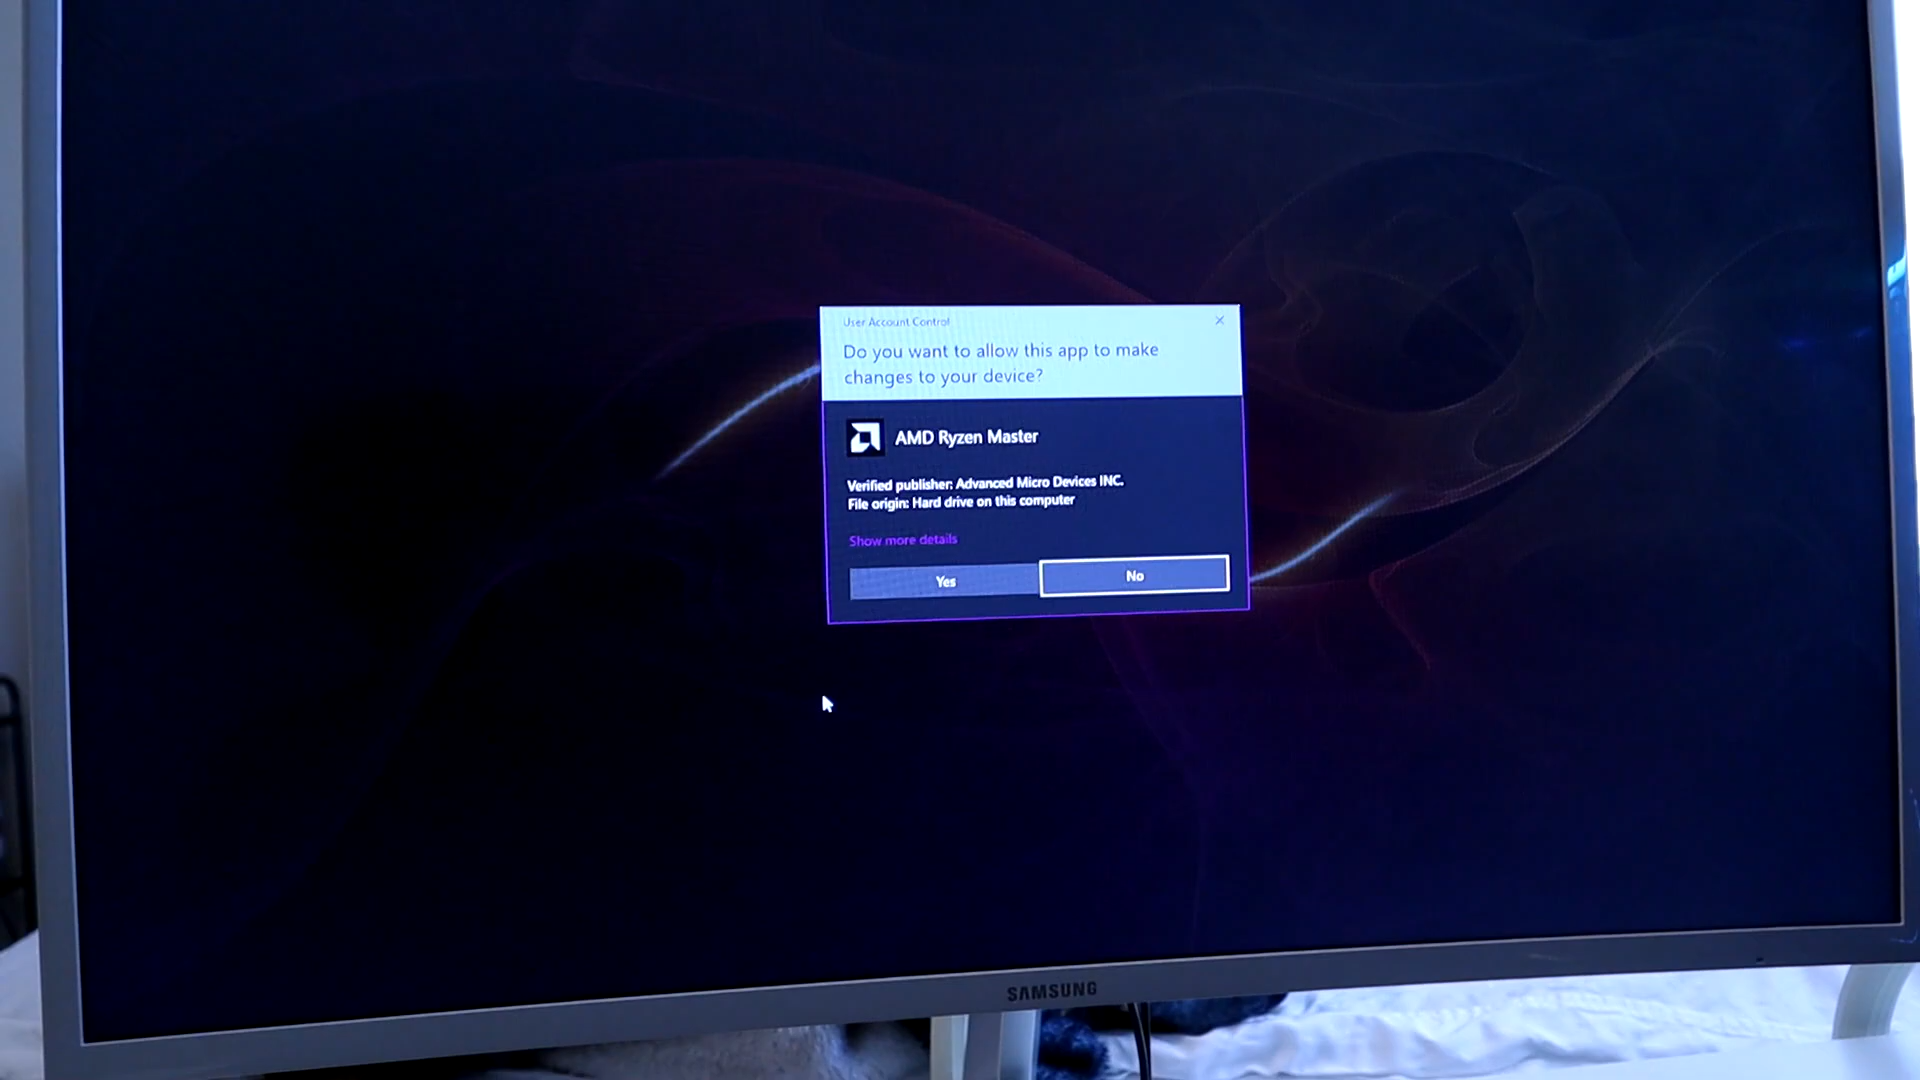 User Account Control
Do you want to allow this app to make
changes to your device?
AMD Ryzen Master
Verified publisher: Advanced Micro Devices INC.
File origin: Hard drive on this computer
Show more details
Yes
No
SAMSUNG